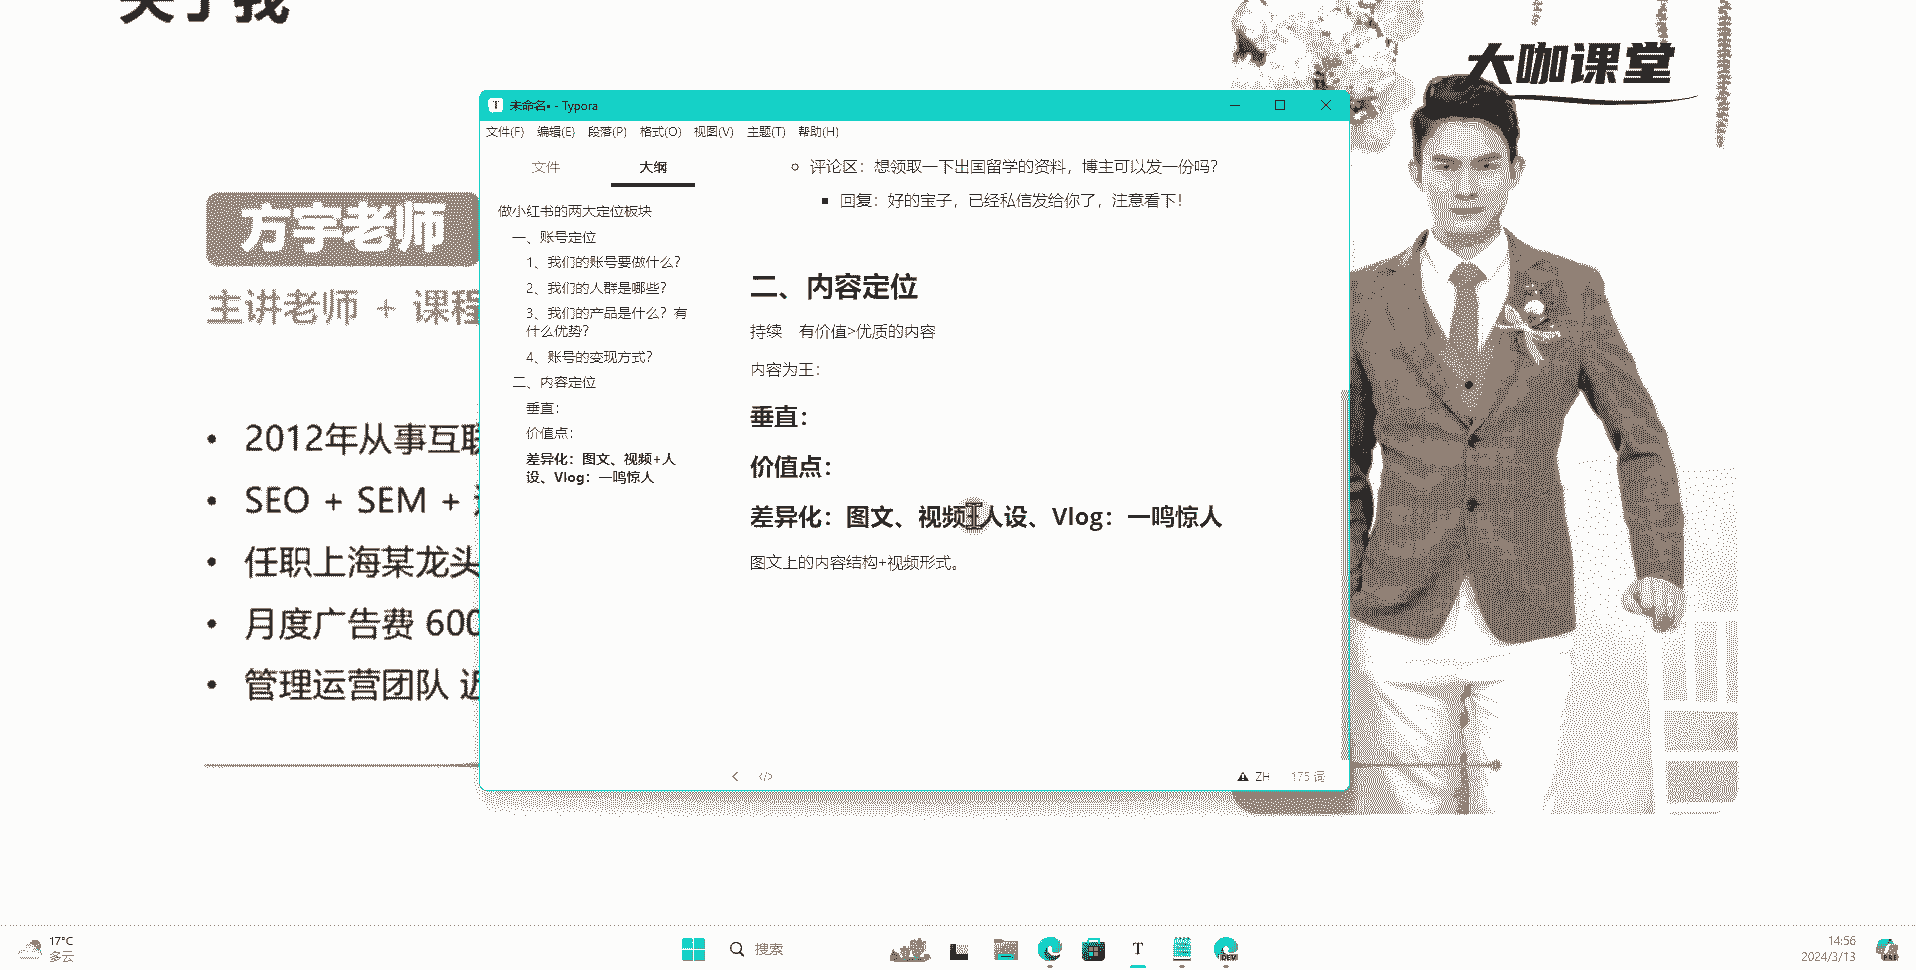 关于我
大咖课堂
方宇老师
主讲老师 + 课程
• 2012年从事互联
• SEO + SEM +
• 任职上海某龙头
• 月度广告费 600
• 管理运营团队 近
未命名• - Typora
文件(F) 编辑(E) 段落(P) 格式(O) 视图(V) 主题(T) 帮助(H)
文件 大纲
做小红书的两大定位板块
一、账号定位
1、我们的账号要做什么？
2、我们的人群是哪些？
3、我们的产品是什么？有
什么优势？
4、账号的变现方式？
二、内容定位
垂直：
价值点：
差异化：图文、视频+人
设、Vlog：一鸣惊人
评论区：想领取一下出国留学的资料，博主可以发一份吗？
回复：好的宝子，已经私信发给你了，注意看下！
二、内容定位
持续 有价值>优质的内容
内容为王：
垂直：
价值点：
差异化：图文、视频+人设、Vlog：一鸣惊人
图文上的内容结构+视频形式。
</> ZH 175 词
17°C
多云
搜索
T
DEV
14:56
2024/3/13